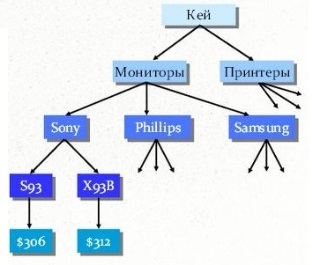 Кей
Мониторы
Принтеры
Sony
Phillips
Samsung
S93
X93B
$306
$312